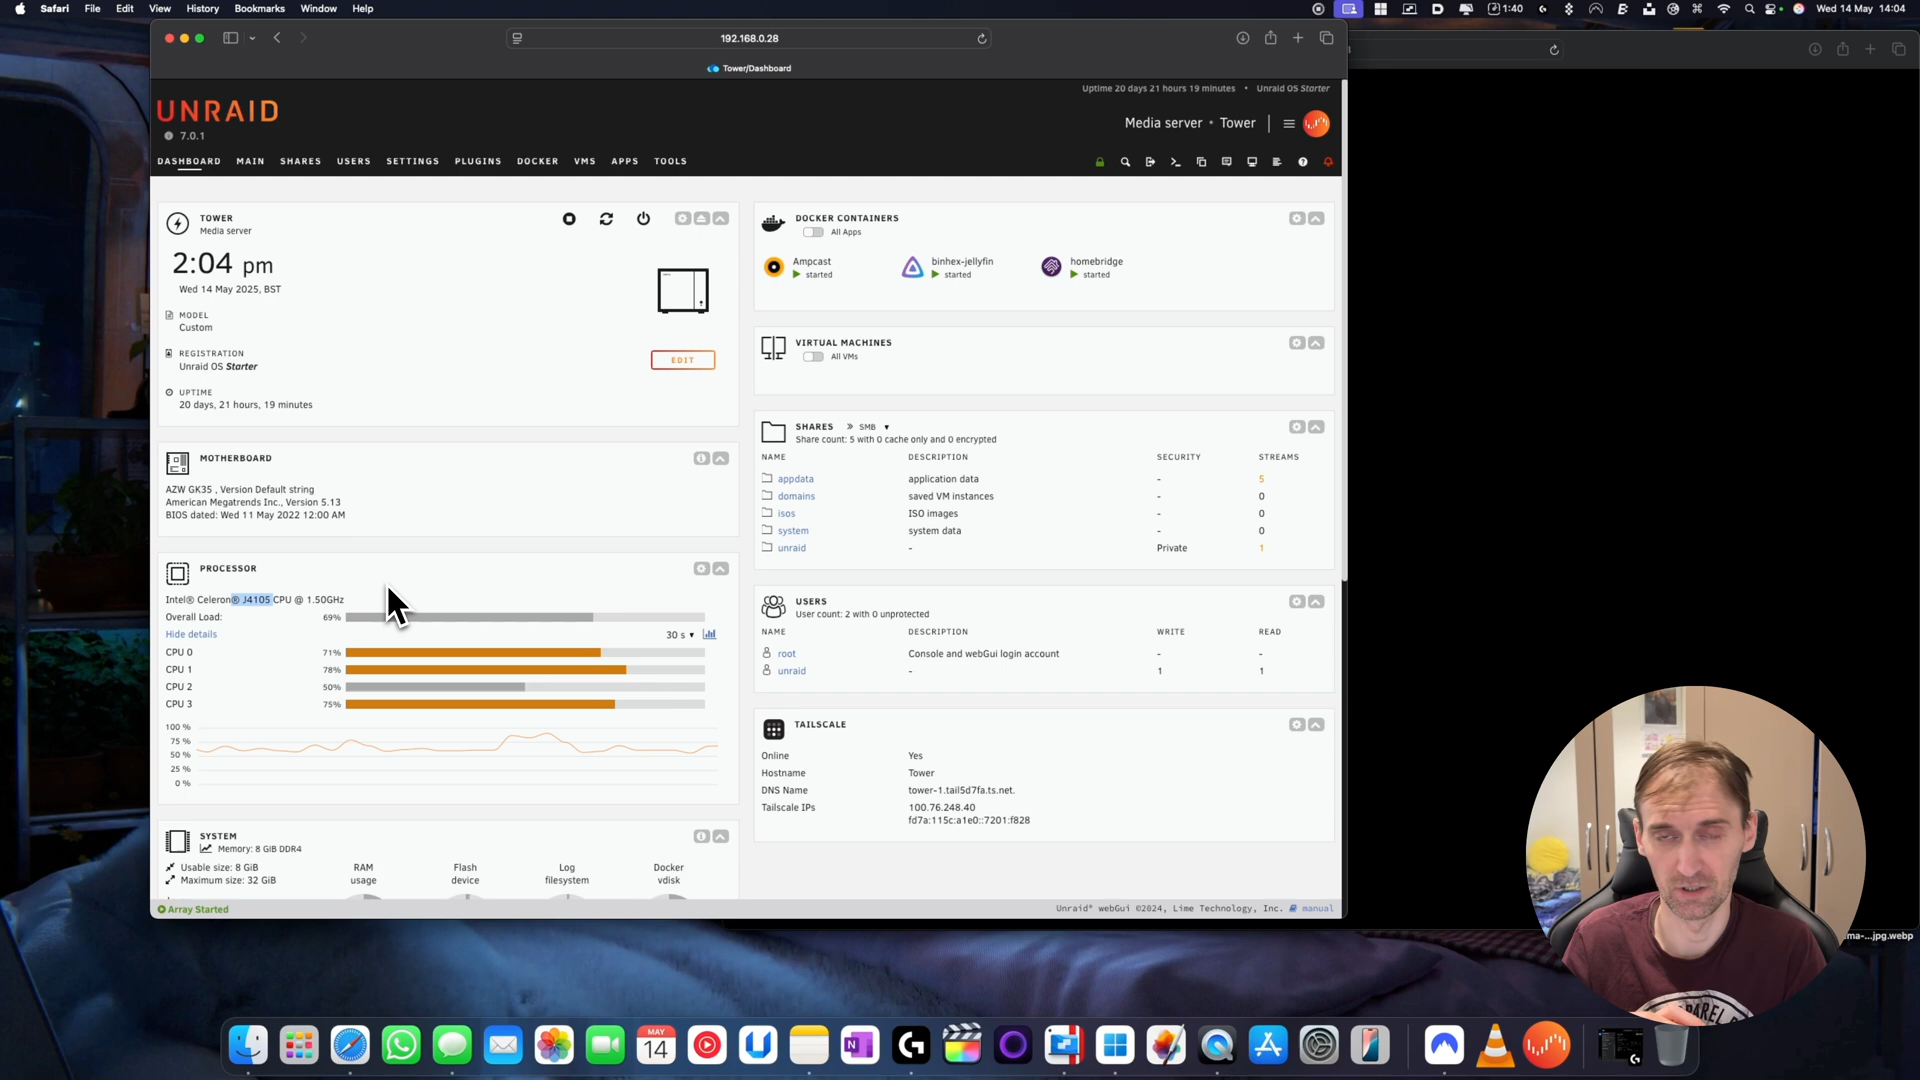 Safari File Edit View History Bookmarks Window Help
1:40
Wed 14 May 14:04
192.168.0.28
Tower/Dashboard
UNRAID
7.0.1
Uptime 20 days 21 hours 19 minutes • Unraid OS Starter
Media server • Tower
DASHBOARD MAIN SHARES USERS SETTINGS PLUGINS DOCKER VMS APPS TOOLS
TOWER
Media server
2:04 pm
Wed 14 May 2025, BST
MODEL
Custom
REGISTRATION
Unraid OS Starter
EDIT
UPTIME
20 days, 21 hours, 19 minutes
MOTHERBOARD
AZW GK35 , Version Default string
American Megatrends Inc., Version 5.13
BIOS dated: Wed 11 May 2022 12:00 AM
PROCESSOR
Intel® Celeron® J4105 CPU @ 1.50GHz
Overall Load: 69%
Hide details 30 s
CPU 0 71%
CPU 1 78%
CPU 2 50%
CPU 3 75%
100 %
75 %
50 %
25 %
0 %
SYSTEM
Memory: 8 GiB DDR4
Usable size: 8 GiB
Maximum size: 32 GiB
RAM usage
Flash device
Log filesystem
Docker vdisk
DOCKER CONTAINERS
All Apps
Ampcast
started
binhex-jellyfin
started
homebridge
started
VIRTUAL MACHINES
All VMs
SHARES » SMB
Share count: 5 with 0 cache only and 0 encrypted
NAME DESCRIPTION SECURITY STREAMS
appdata application data - 5
domains saved VM instances - 0
isos ISO images - 0
system system data - 0
unraid - Private 1
USERS
User count: 2 with 0 unprotected
NAME DESCRIPTION WRITE READ
root Console and webGui login account - -
unraid - 1 1
TAILSCALE
Online Yes
Hostname Tower
DNS Name tower-1.tail5d7fa.ts.net.
Tailscale IPs 100.76.248.40
fd7a:115c:a1e0::7201:f828
Array Started
Unraid® webGui ©2024, Lime Technology, Inc. manual
ma-...jpg.webp
MAY
14